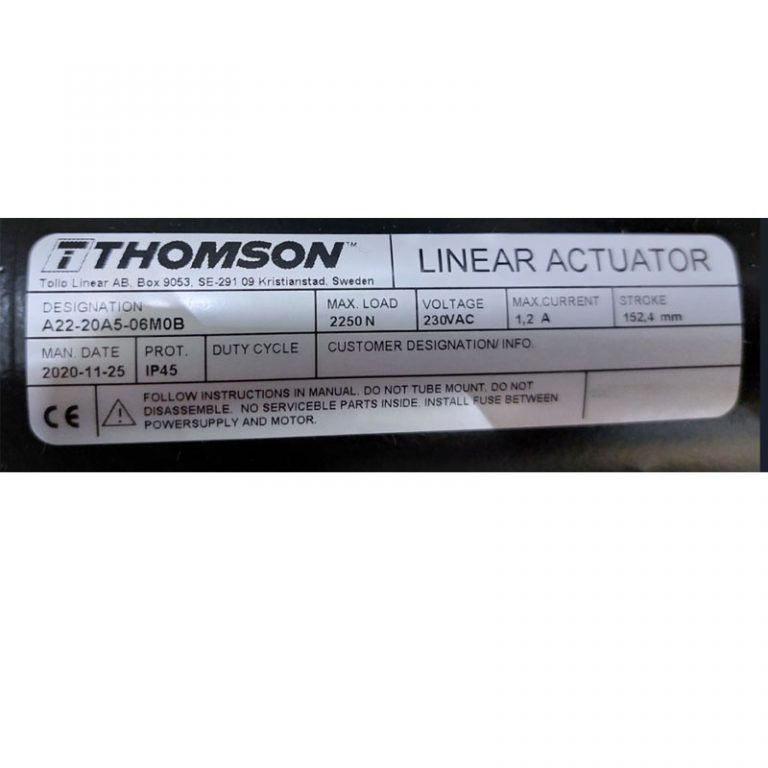 THOMSON™
LINEAR ACTUATOR
Tollo Linear AB, Box 9053, SE-291 09 Kristianstad, Sweden
DESIGNATION
A22-20A5-06M0B
MAX. LOAD
2250 N
VOLTAGE
230VAC
MAX.CURRENT
1,2 A
STROKE
152,4 mm
MAN. DATE
2020-11-25
PROT.
IP45
DUTY CYCLE
CUSTOMER DESIGNATION/ INFO.
CE
FOLLOW INSTRUCTIONS IN MANUAL. DO NOT TUBE MOUNT. DO NOT
DISASSEMBLE. NO SERVICEBLE PARTS INSIDE. INSTALL FUSE BETWEEN
POWERSUPPLY AND MOTOR.